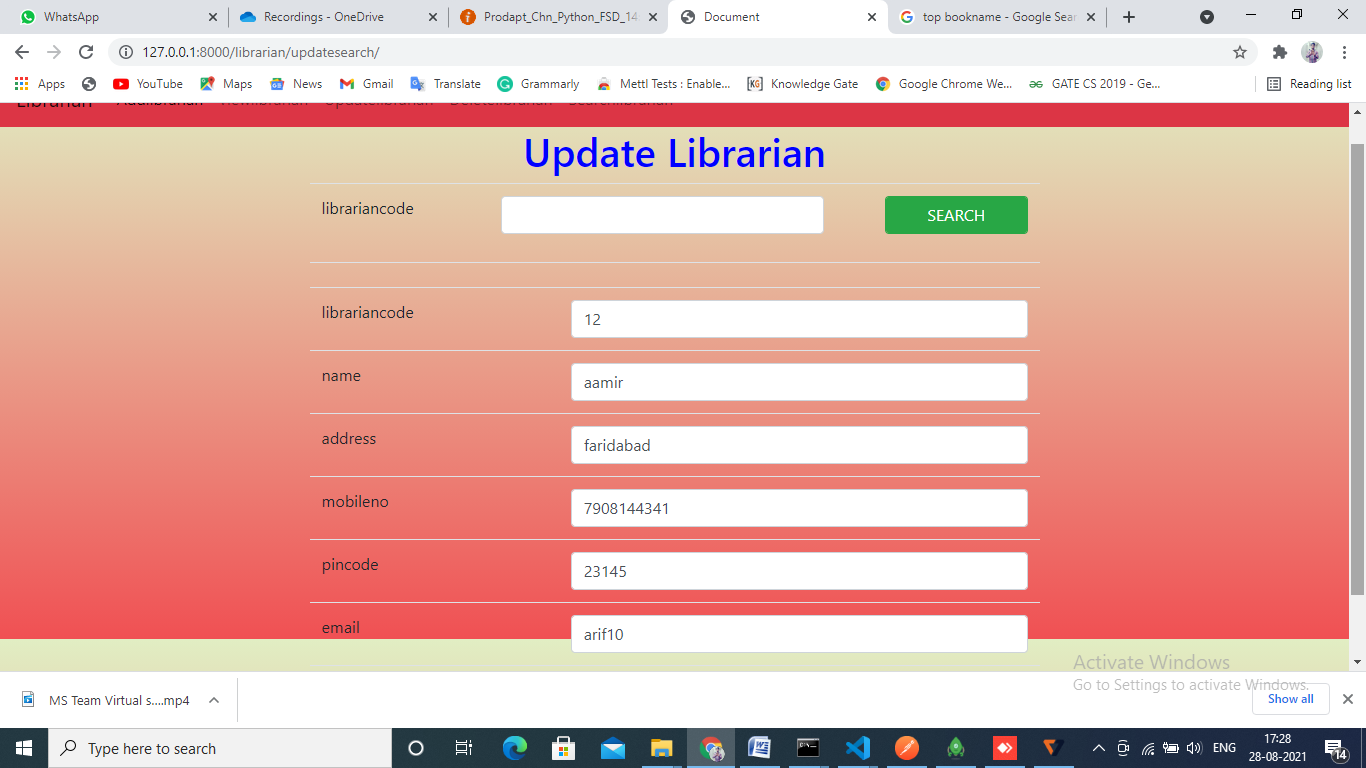 WhatsApp
Recordings - OneDrive
Prodapt_Chn_Python_FSD_14
Document
top bookname - Google Sear
127.0.0.1:8000/librarian/updatesearch/
Apps YouTube Maps News Gmail Translate Grammarly Mettl Tests : Enable... Knowledge Gate Google Chrome We... GATE CS 2019 - Ge... Reading list
Update Librarian
librariancode SEARCH
librariancode 12
name aamir
address faridabad
mobileno 7908144341
pincode 23145
email arif10
Activate Windows
Go to Settings to activate Windows.
MS Team Virtual s....mp4 Show all
Type here to search
ENG 17:28
28-08-2021
14